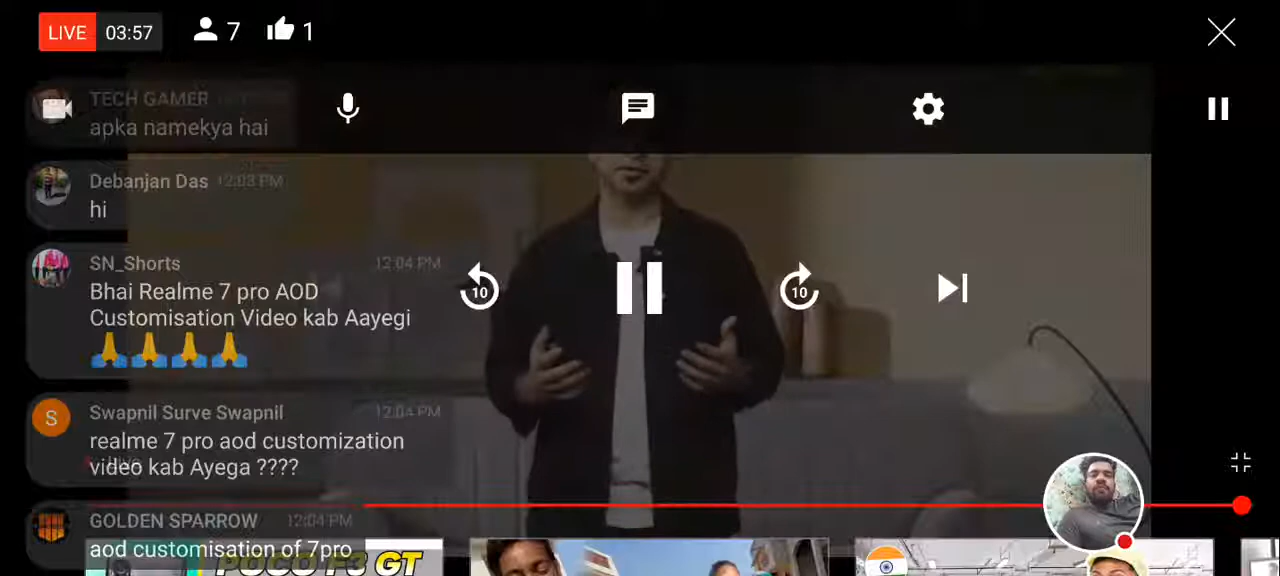 LIVE 03:57 7 1
TECH GAMER
apka namekya hai
Debanjan Das 12:03 PM
hi
SN_Shorts 12:04 PM
Bhai Realme 7 pro AOD
Customisation Video kab Aayegi
🙏🙏🙏🙏
10 10
S
Swapnil Surve Swapnil 12:04 PM
realme 7 pro aod customization
video kab Ayega ????
GOLDEN SPARROW 12:04 PM
aod customisation of 7pro
POCO F3 GT